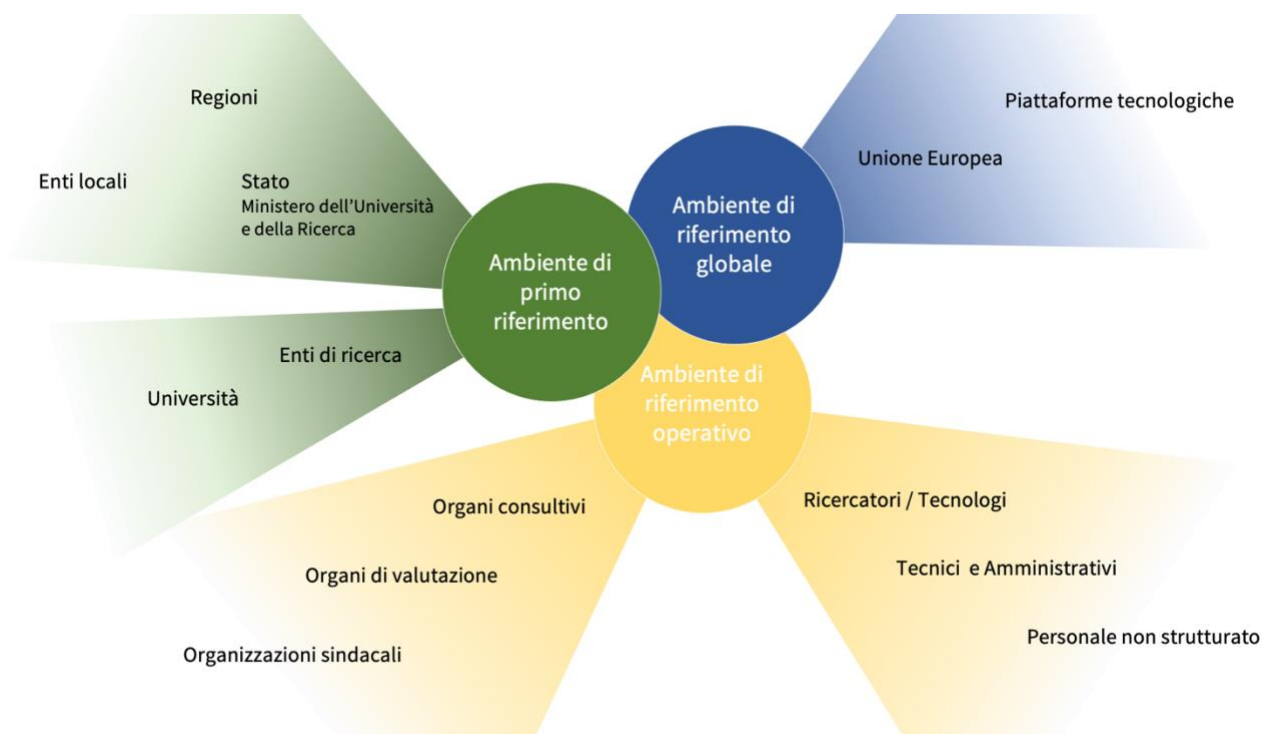 Regioni
Enti locali
Stato
Ministero dell'Università
e della Ricerca
Enti di ricerca
Università
Ambiente di
primo
riferimento
Ambiente di
riferimento
globale
Piattaforme tecnologiche
Unione Europea
Ambiente di
riferimento
operativo
Organi consultivi
Organi di valutazione
Organizzazioni sindacali
Ricercatori / Tecnologi
Tecnici e Amministrativi
Personale non strutturato